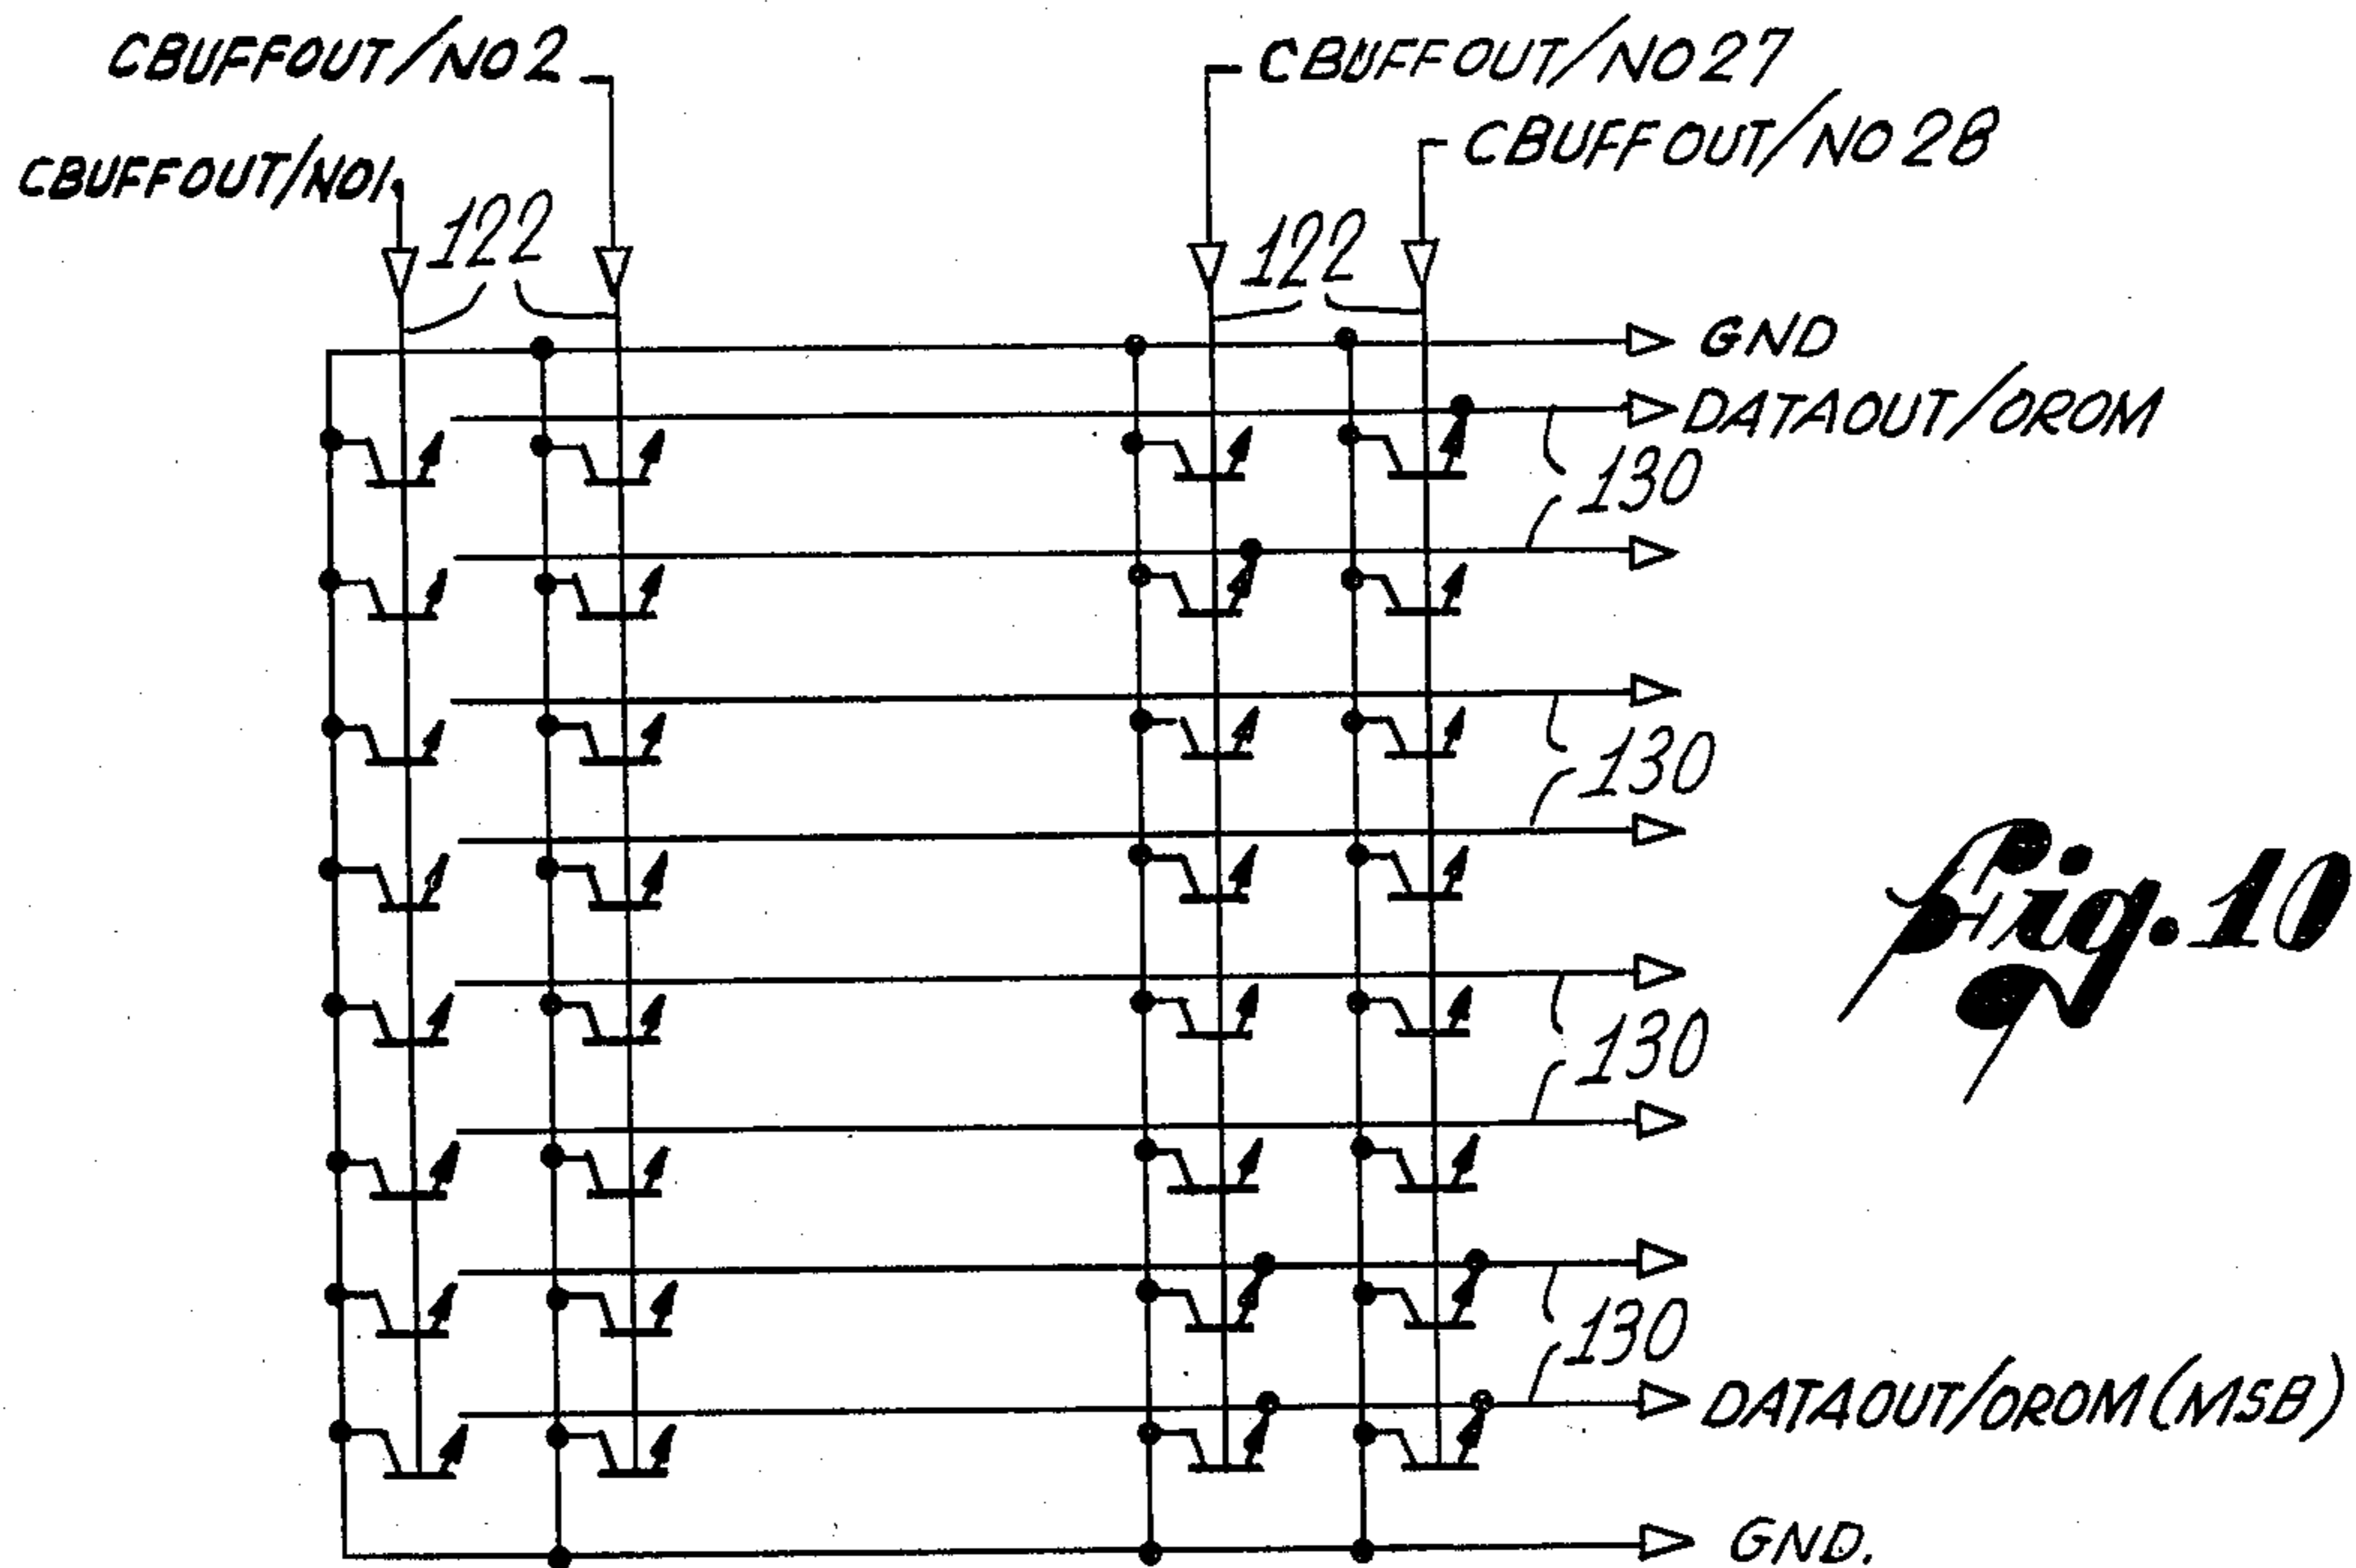 CBUFFOUT/NO2
CBUFFOUT/NO27
CBUFFOUT/NO28
CBUFFOUT/NO1
122
122
GND
DATAOUT/OROM
130
130
Fig.10
130
130
DATAOUT/OROM(MSB)
GND.